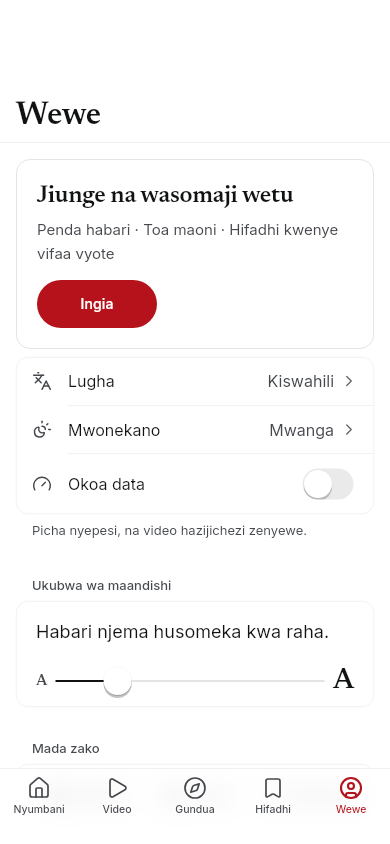 Wewe
Jiunge na wasomaji wetu
Penda habari · Toa maoni · Hifadhi kwenye
vifaa vyote
Ingia
Lugha Kiswahili
Mwonekano Mwanga
Okoa data
Picha nyepesi, na video hazijichezi zenyewe.
Ukubwa wa maandishi
Habari njema husomeka kwa raha.
A A
Mada zako
Nyumbani Video Gundua Hifadhi Wewe